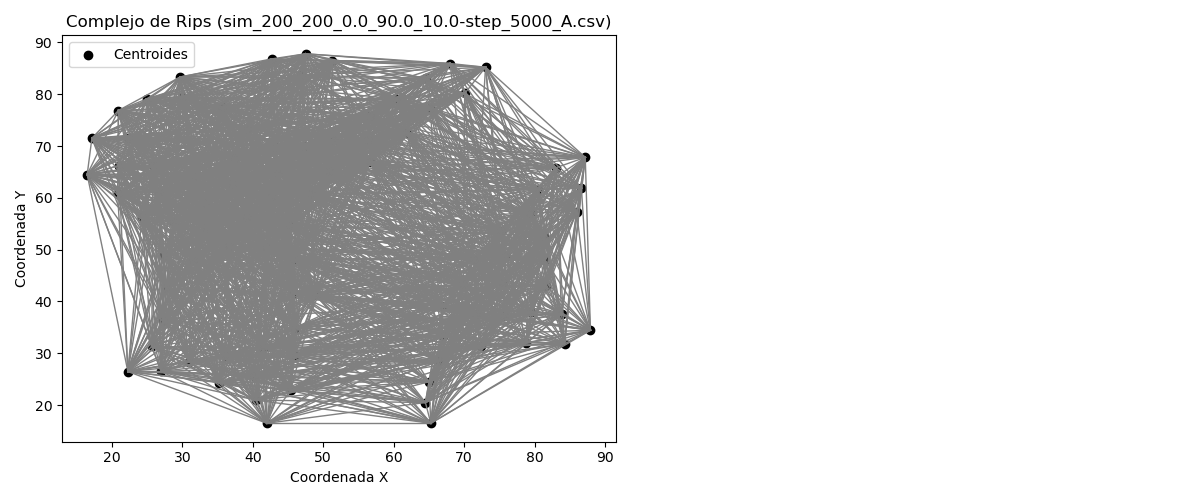 Complejo de Rips (sim_200_200_0.0_90.0_10.0-step_5000_A.csv)
Centroides
90
80
70
60
50
40
30
20
Coordenada Y
20 30 40 50 60 70 80 90
Coordenada X